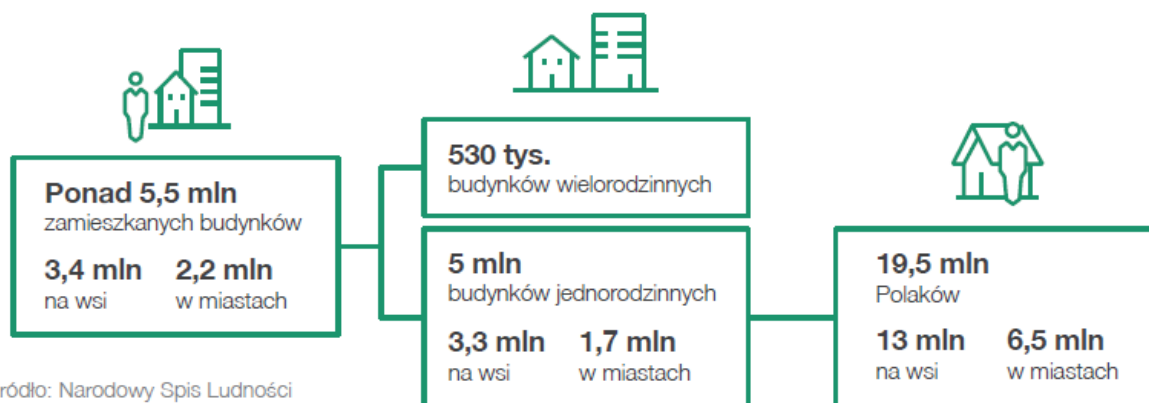 Ponad 5,5 mln
zamieszkanych budynków
3,4 mln 2,2 mln
na wsi w miastach
530 tys.
budynków wielorodzinnych
5 mln
budynków jednorodzinnych
3,3 mln 1,7 mln
na wsi w miastach
19,5 mln
Polaków
13 mln 6,5 mln
na wsi w miastach
ródło: Narodowy Spis Ludności